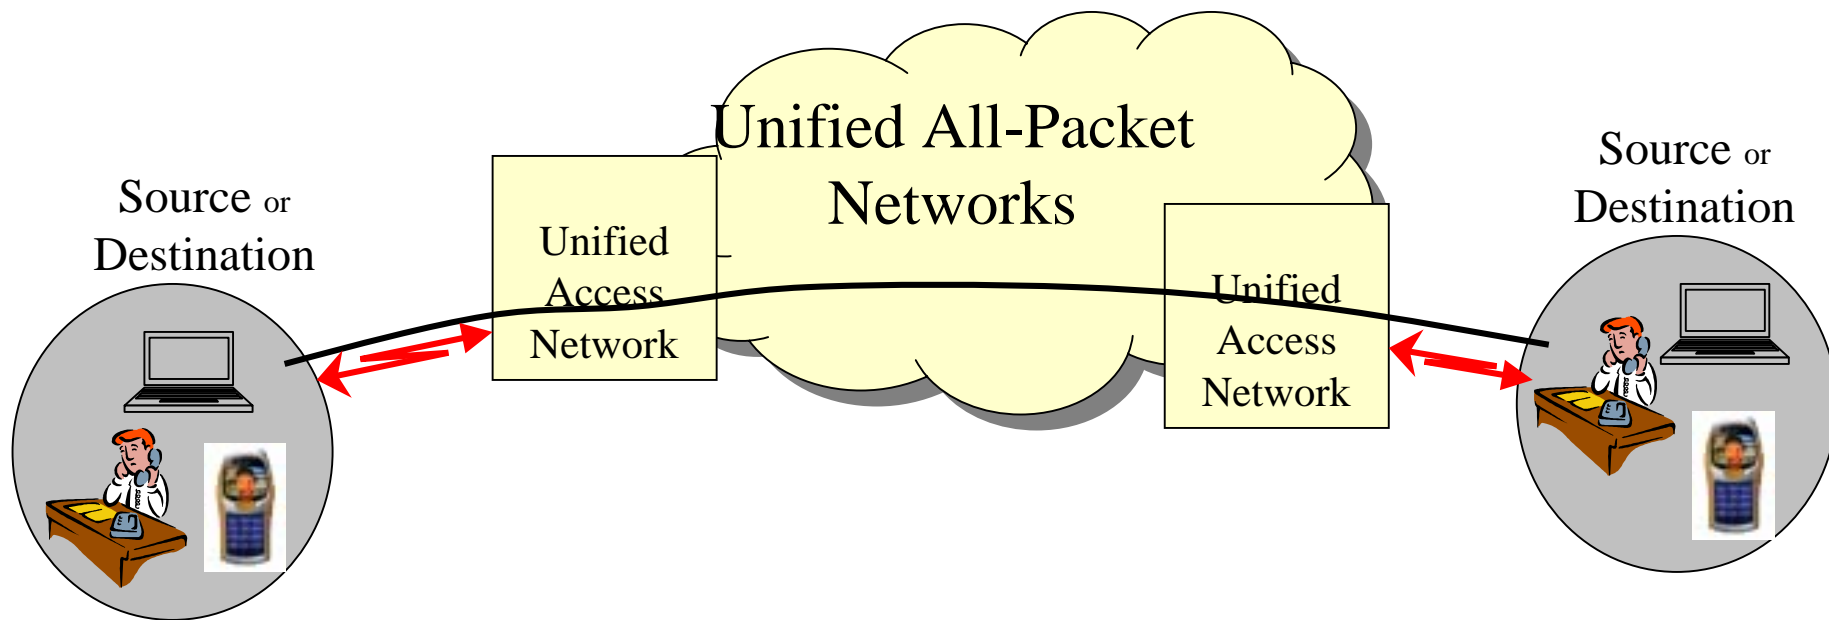 Unified All-Packet
Networks
Source or
Destination
Unified
Access
Network
Unified
Access
Network
Source or
Destination